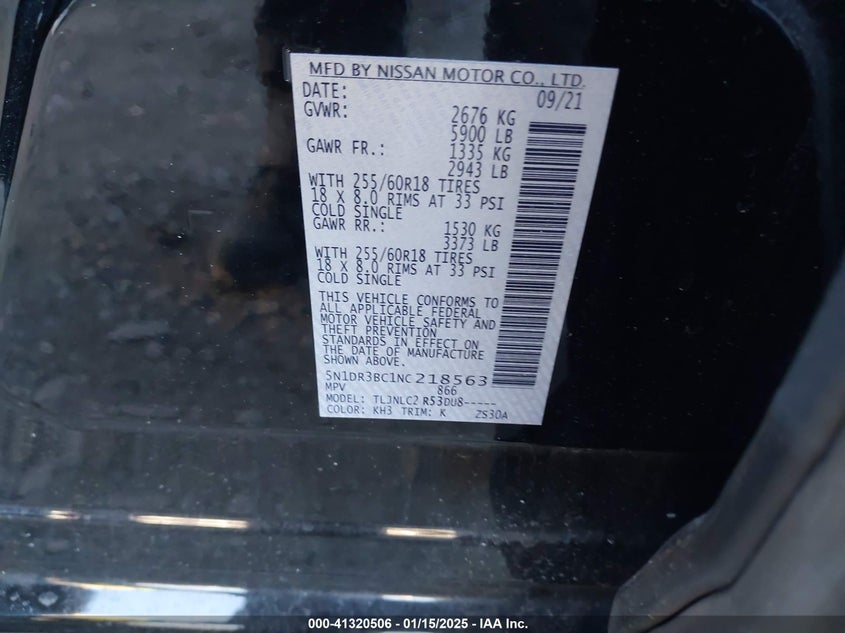 MFD BY NISSAN MOTOR CO., LTD.
DATE: 09/21
GVWR: 2676 KG
5900 LB
GAWR FR.: 1335 KG
2943 LB
WITH 255/60R18 TIRES
18 X 8.0 RIMS AT 33 PSI
COLD SINGLE
GAWR RR.: 1530 KG
3373 LB
WITH 255/60R18 TIRES
18 X 8.0 RIMS AT 33 PSI
COLD SINGLE
THIS VEHICLE CONFORMS TO
ALL APPLICABLE FEDERAL
MOTOR VEHICLE SAFETY AND
THEFT PREVENTION
STANDARDS IN EFFECT ON
THE DATE OF MANUFACTURE
SHOWN ABOVE.
5N1DR3BC1NC218563
MPV 866
MODEL: TLJNLC2 R53DU8-----
COLOR: KH3 TRIM: K ZS30A
000-41320506 - 01/15/2025 - IAA Inc.